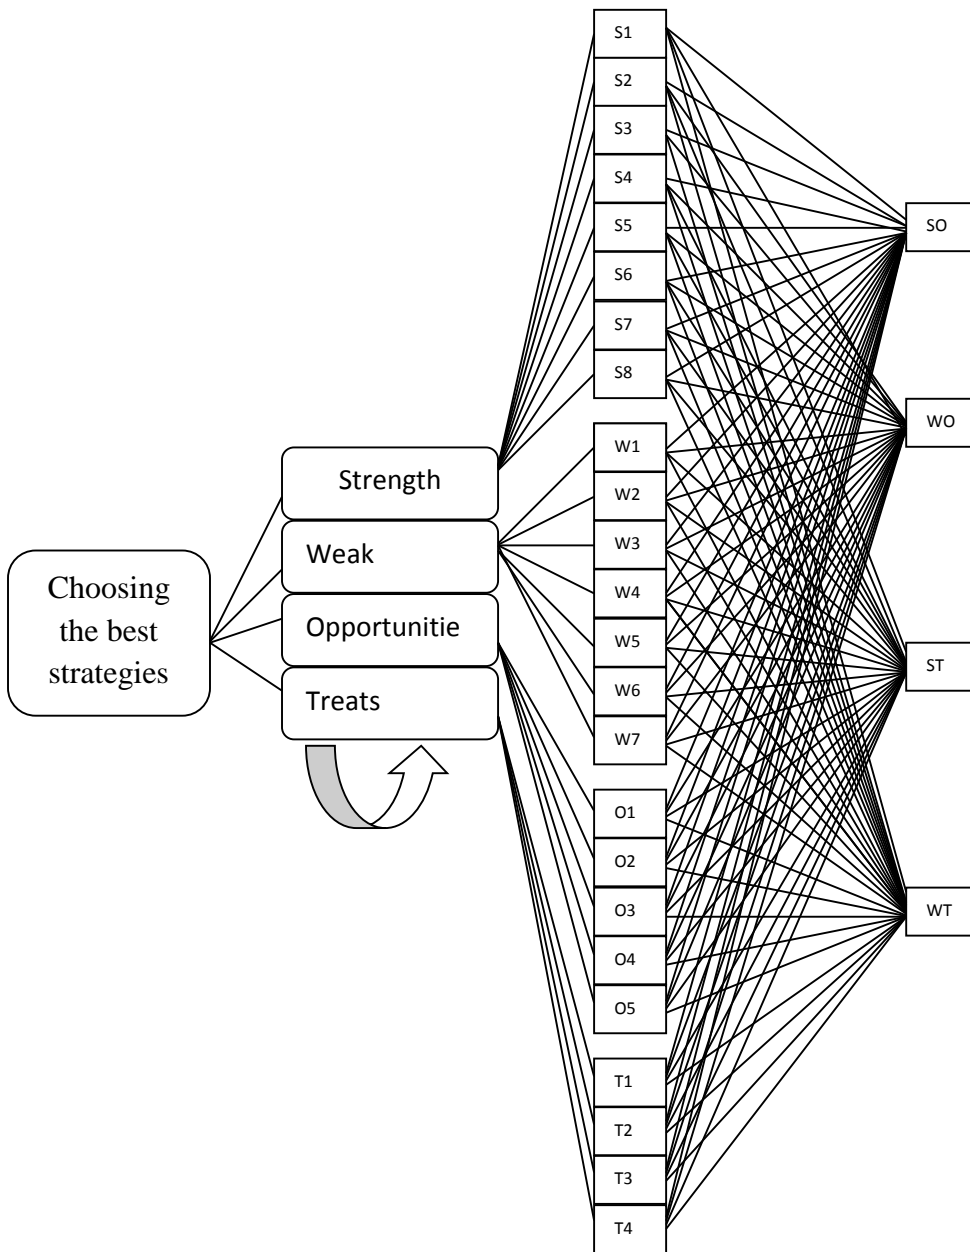 Choosing
the best
strategies
Strength
Weak
Opportunitie
Treats
S1
S2
S3
S4
S5
S6
S7
S8
W1
W2
W3
W4
W5
W6
W7
O1
O2
O3
O4
O5
T1
T2
T3
T4
SO
WO
ST
WT